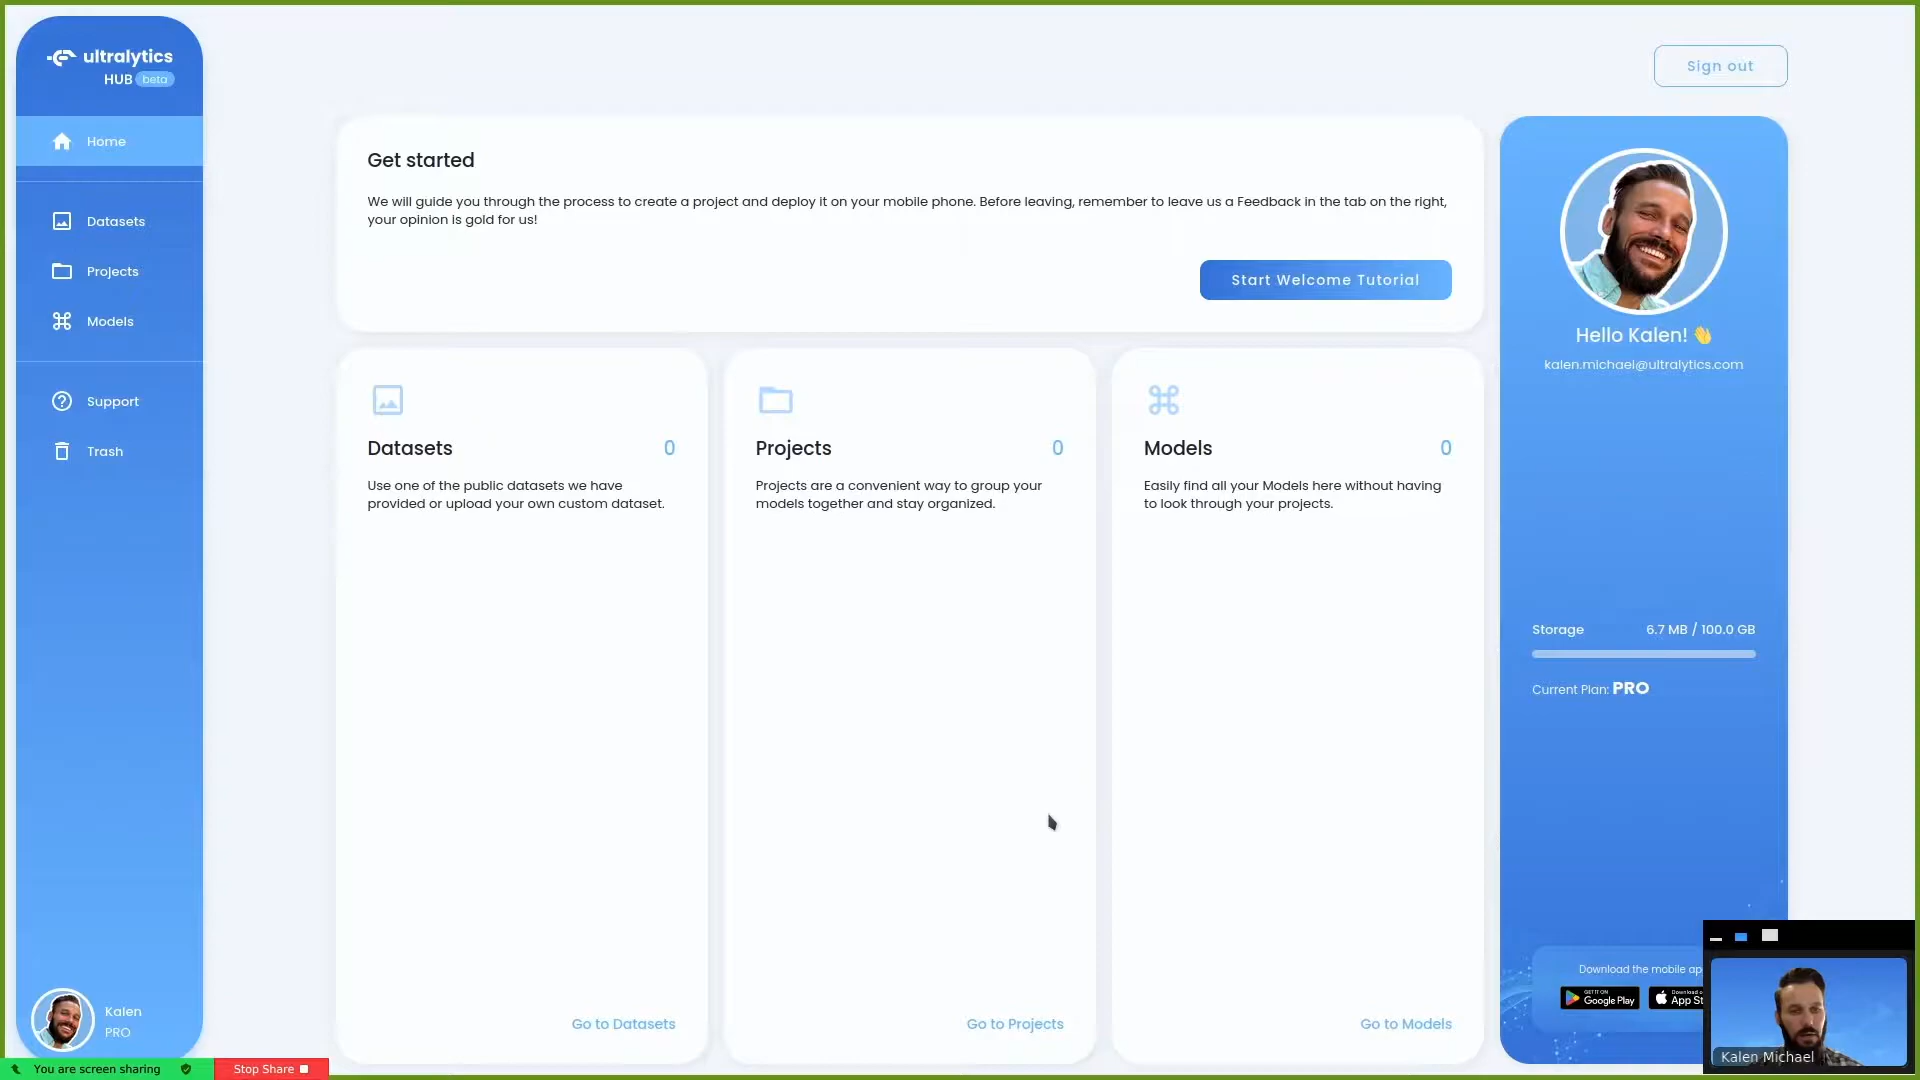 ultralytics
HUB beta
Home
Datasets
Projects
Models
Support
Trash
Kalen
PRO
Sign out
Get started
We will guide you through the process to create a project and deploy it on your mobile phone. Before leaving, remember to leave us a Feedback in the tab on the right,
your opinion is gold for us!
Start Welcome Tutorial
Datasets 0
Use one of the public datasets we have
provided or upload your own custom dataset.
Go to Datasets
Projects 0
Projects are a convenient way to group your
models together and stay organized.
Go to Projects
Models 0
Easily find all your Models here without having
to look through your projects.
Go to Models
Hello Kalen! 👋
kalen.michael@ultralytics.com
Storage 6.7 MB / 100.0 GB
Current Plan: PRO
Download the mobile ap
GET IT ON
Google Play
Download o
App St
Kalen Michael
You are screen sharing
Stop Share